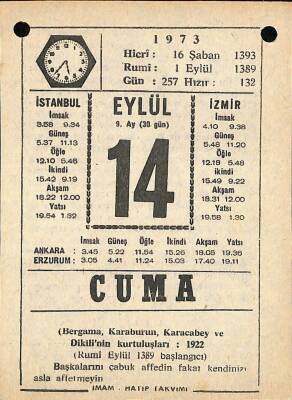 1973
Hicrî : 16 Şaban 1393
Rumî : 1 Eylül 1389
Gün : 257 Hızır : 132
İSTANBUL
İmsak
3.58 9.34
Güneş
5.37 11.13
Öğle
12.10 5.46
İkindi
15.42 9.19
Akşam
18.22 12.00
Yatsı
19.54 1.32
EYLÜL
9. Ay (30 gün)
14
İZMİR
İmsak
4.10 9.38
Güneş
5.48 11.20
Öğle
12.18 5.48
İkindi
15.49 9.22
Akşam
18.31 12.00
Yatsı
19.58 1.30
İmsak Güneş Öğle İkindi Akşam Yatsı
ANKARA : 3.45 5.22 11.54 15.26 18.05 19.36
ERZURUM : 3.05 4.41 11.24 15.03 17.40 19.11
CUMA
(Bergama, Karaburun, Karacabey ve
Dikili'nin kurtuluşları : 1922
(Rumi Eylül 1389 başlangıcı)
Başkalarını çabuk affedin fakat kendinizi
asla affetmeyin
İMAM - HATİP TAKVİMİ